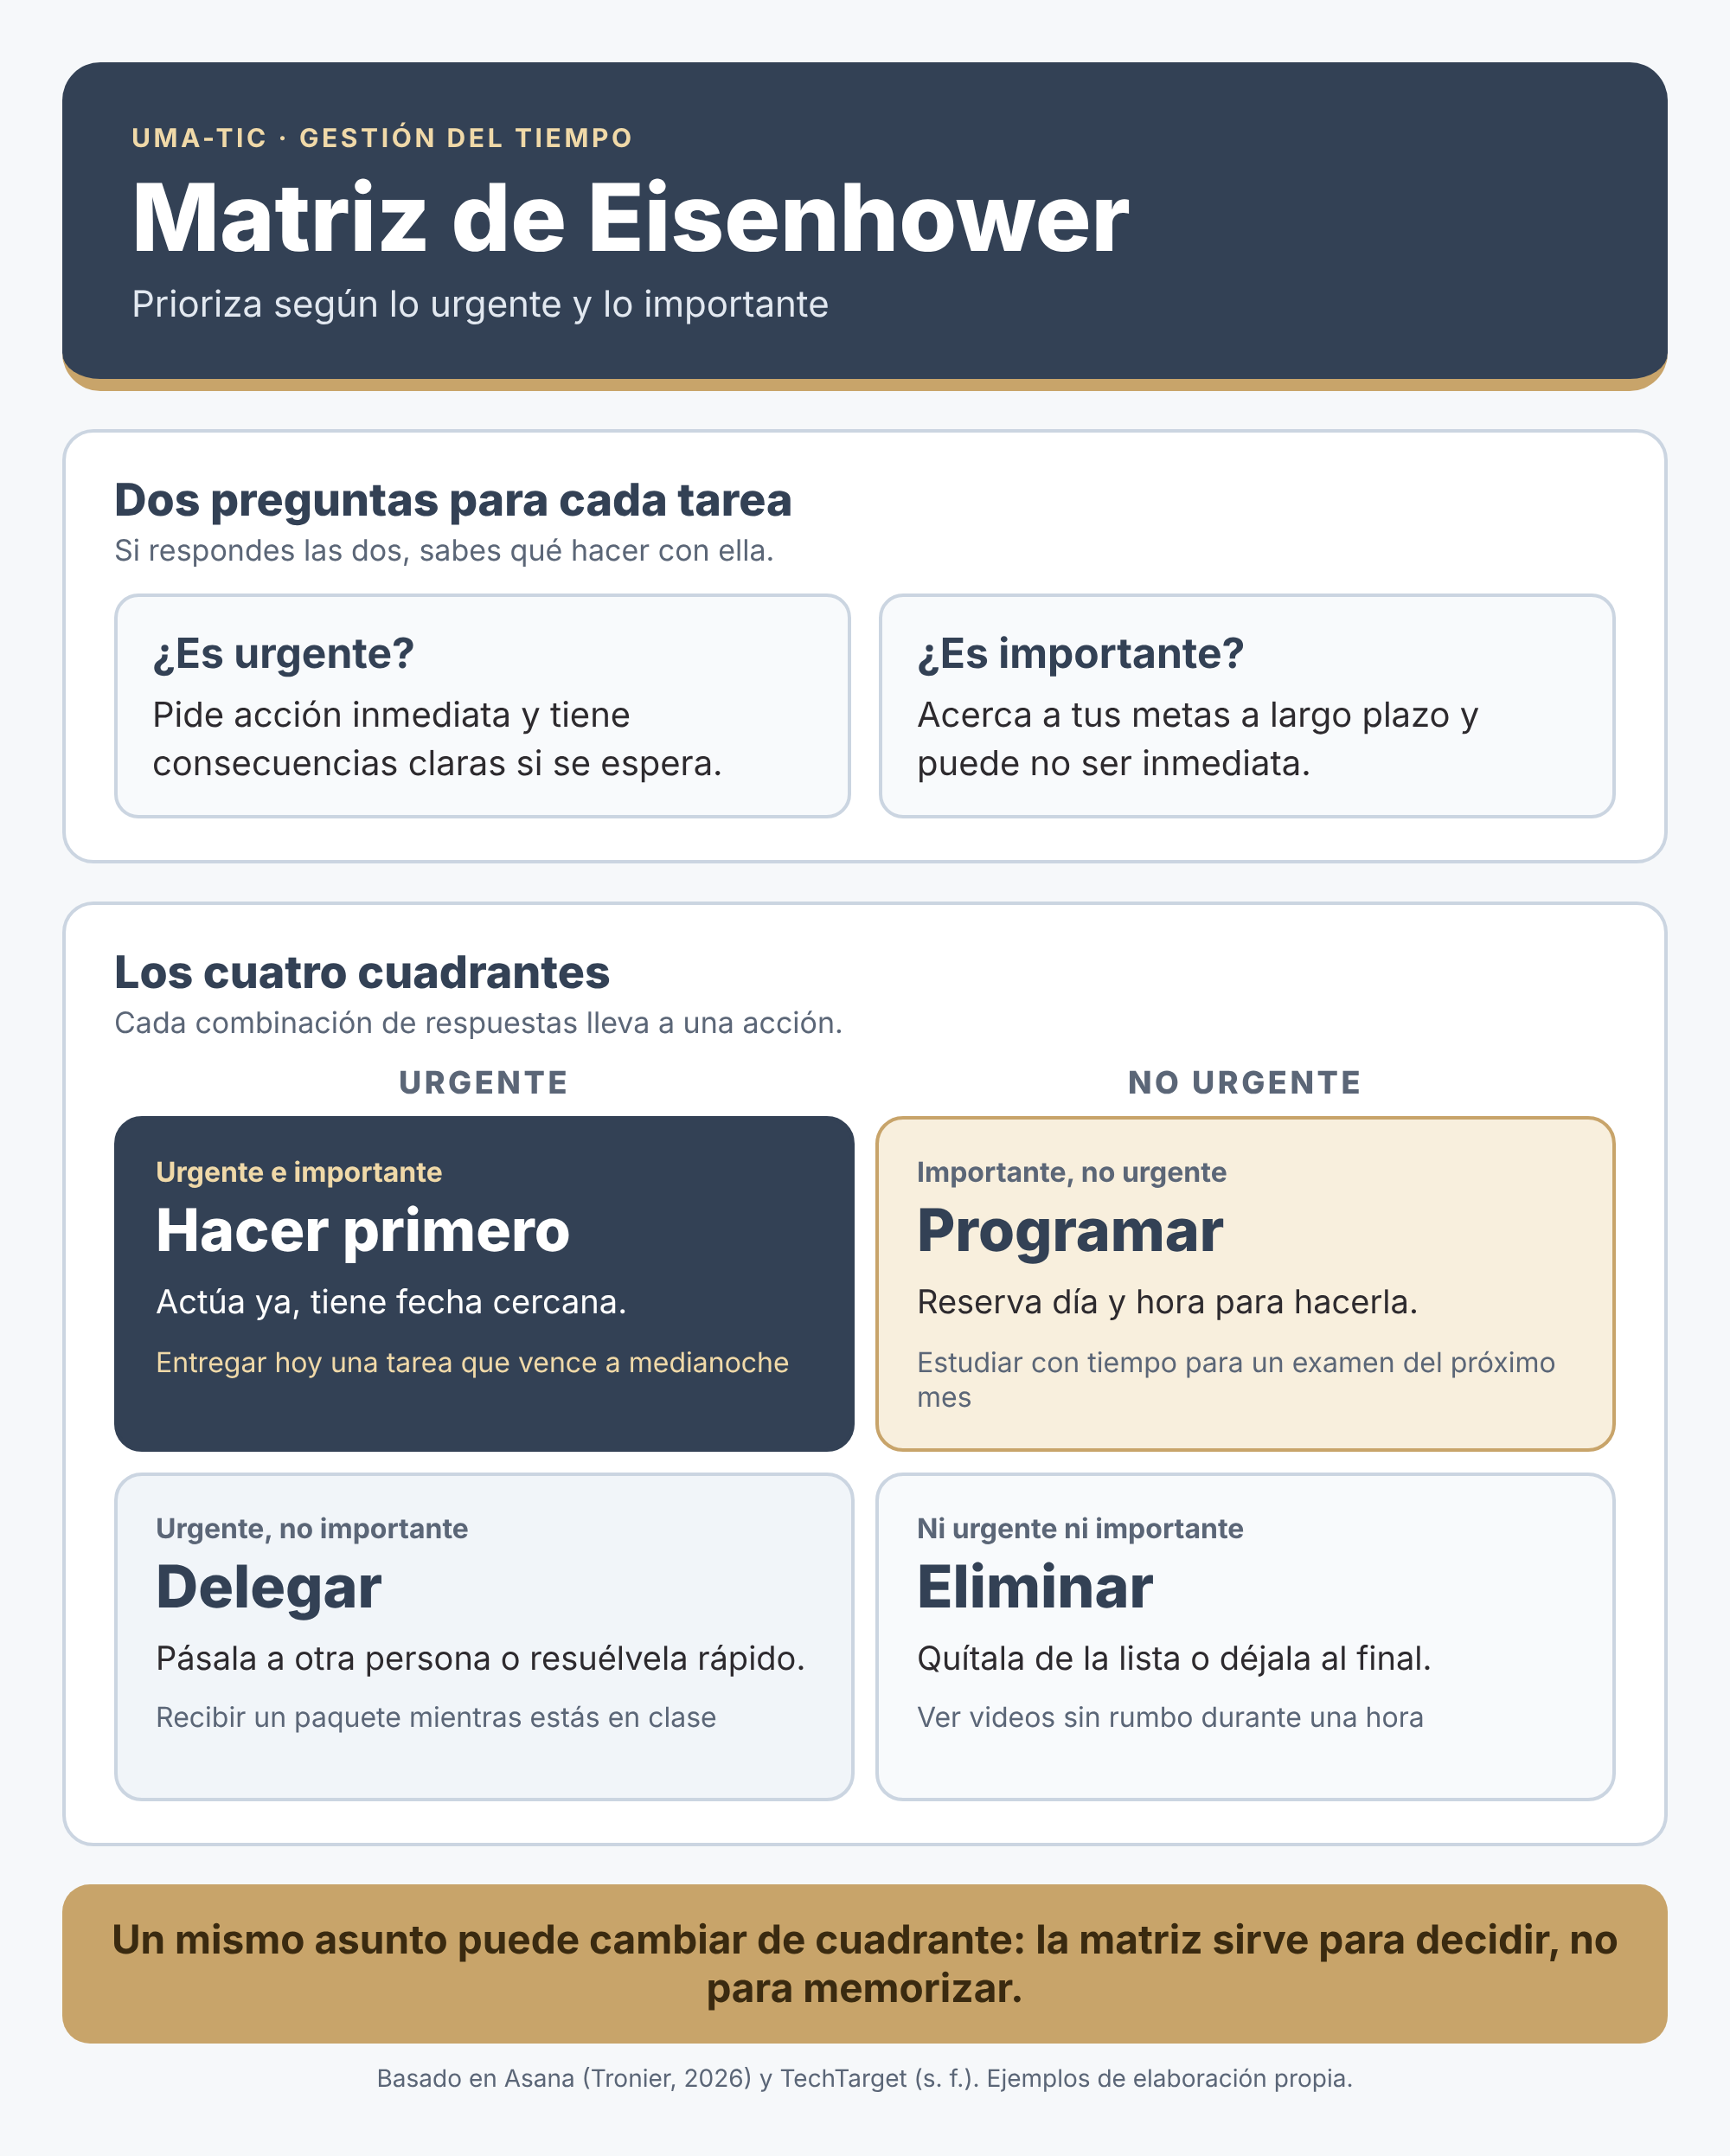 UMA-TIC · GESTIÓN DEL TIEMPO
Matriz de Eisenhower
Prioriza según lo urgente y lo importante
Dos preguntas para cada tarea
Si respondes las dos, sabes qué hacer con ella.
¿Es urgente?
Pide acción inmediata y tiene
consecuencias claras si se espera.
¿Es importante?
Acerca a tus metas a largo plazo y
puede no ser inmediata.
Los cuatro cuadrantes
Cada combinación de respuestas lleva a una acción.
URGENTE
NO URGENTE
Urgente e importante
Hacer primero
Actúa ya, tiene fecha cercana.
Entregar hoy una tarea que vence a medianoche
Importante, no urgente
Programar
Reserva día y hora para hacerla.
Estudiar con tiempo para un examen del próximo
mes
Urgente, no importante
Delegar
Pásala a otra persona o resuélvela rápido.
Recibir un paquete mientras estás en clase
Ni urgente ni importante
Eliminar
Quítala de la lista o déjala al final.
Ver videos sin rumbo durante una hora
Un mismo asunto puede cambiar de cuadrante: la matriz sirve para decidir, no
para memorizar.
Basado en Asana (Tronier, 2026) y TechTarget (s. f.). Ejemplos de elaboración propia.